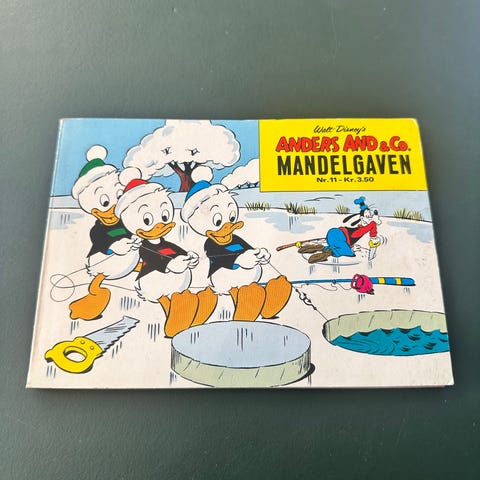 Walt Disney's
ANDERS AND & Co.
MANDELGAVEN
Nr. 11 - Kr. 3.50